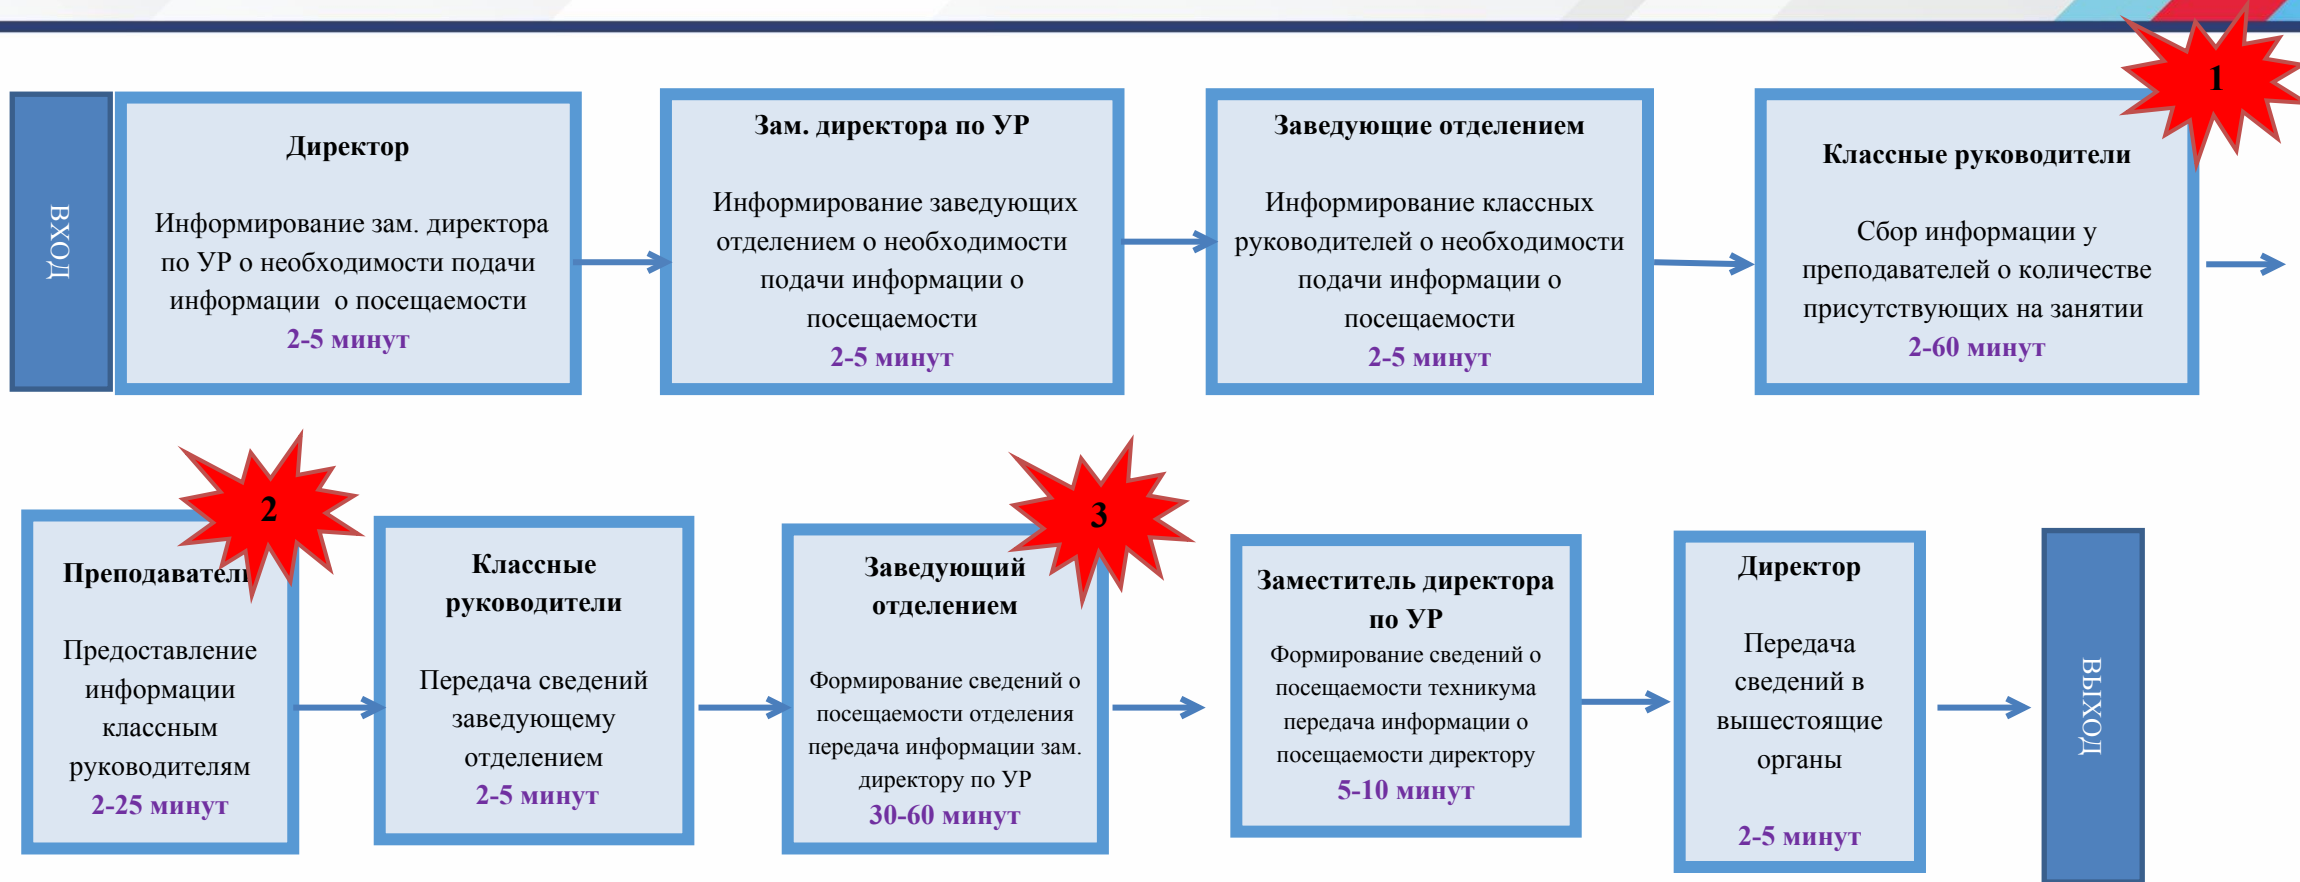 ВХОД
Директор
Информирование зам. директора
по УР о необходимости подачи
информации о посещаемости
2-5 минут
Зам. директора по УР
Информирование заведующих
отделением о необходимости
подачи информации о
посещаемости
2-5 минут
Заведующие отделением
Информирование классных
руководителей о необходимости
подачи информации о
посещаемости
2-5 минут
1
Классные руководители
Сбор информации у
преподавателей о количестве
присутствующих на занятии
2-60 минут
2
Преподаватель
Предоставление
информации
классным
руководителям
2-25 минут
Классные
руководители
Передача сведений
заведующему
отделением
2-5 минут
3
Заведующий
отделением
Формирование сведений о
посещаемости отделения
передача информации зам.
директору по УР
30-60 минут
Заместитель директора
по УР
Формирование сведений о
посещаемости техникума
передача информации о
посещаемости директору
5-10 минут
Директор
Передача
сведений в
вышестоящие
органы
2-5 минут
ВЫХОД